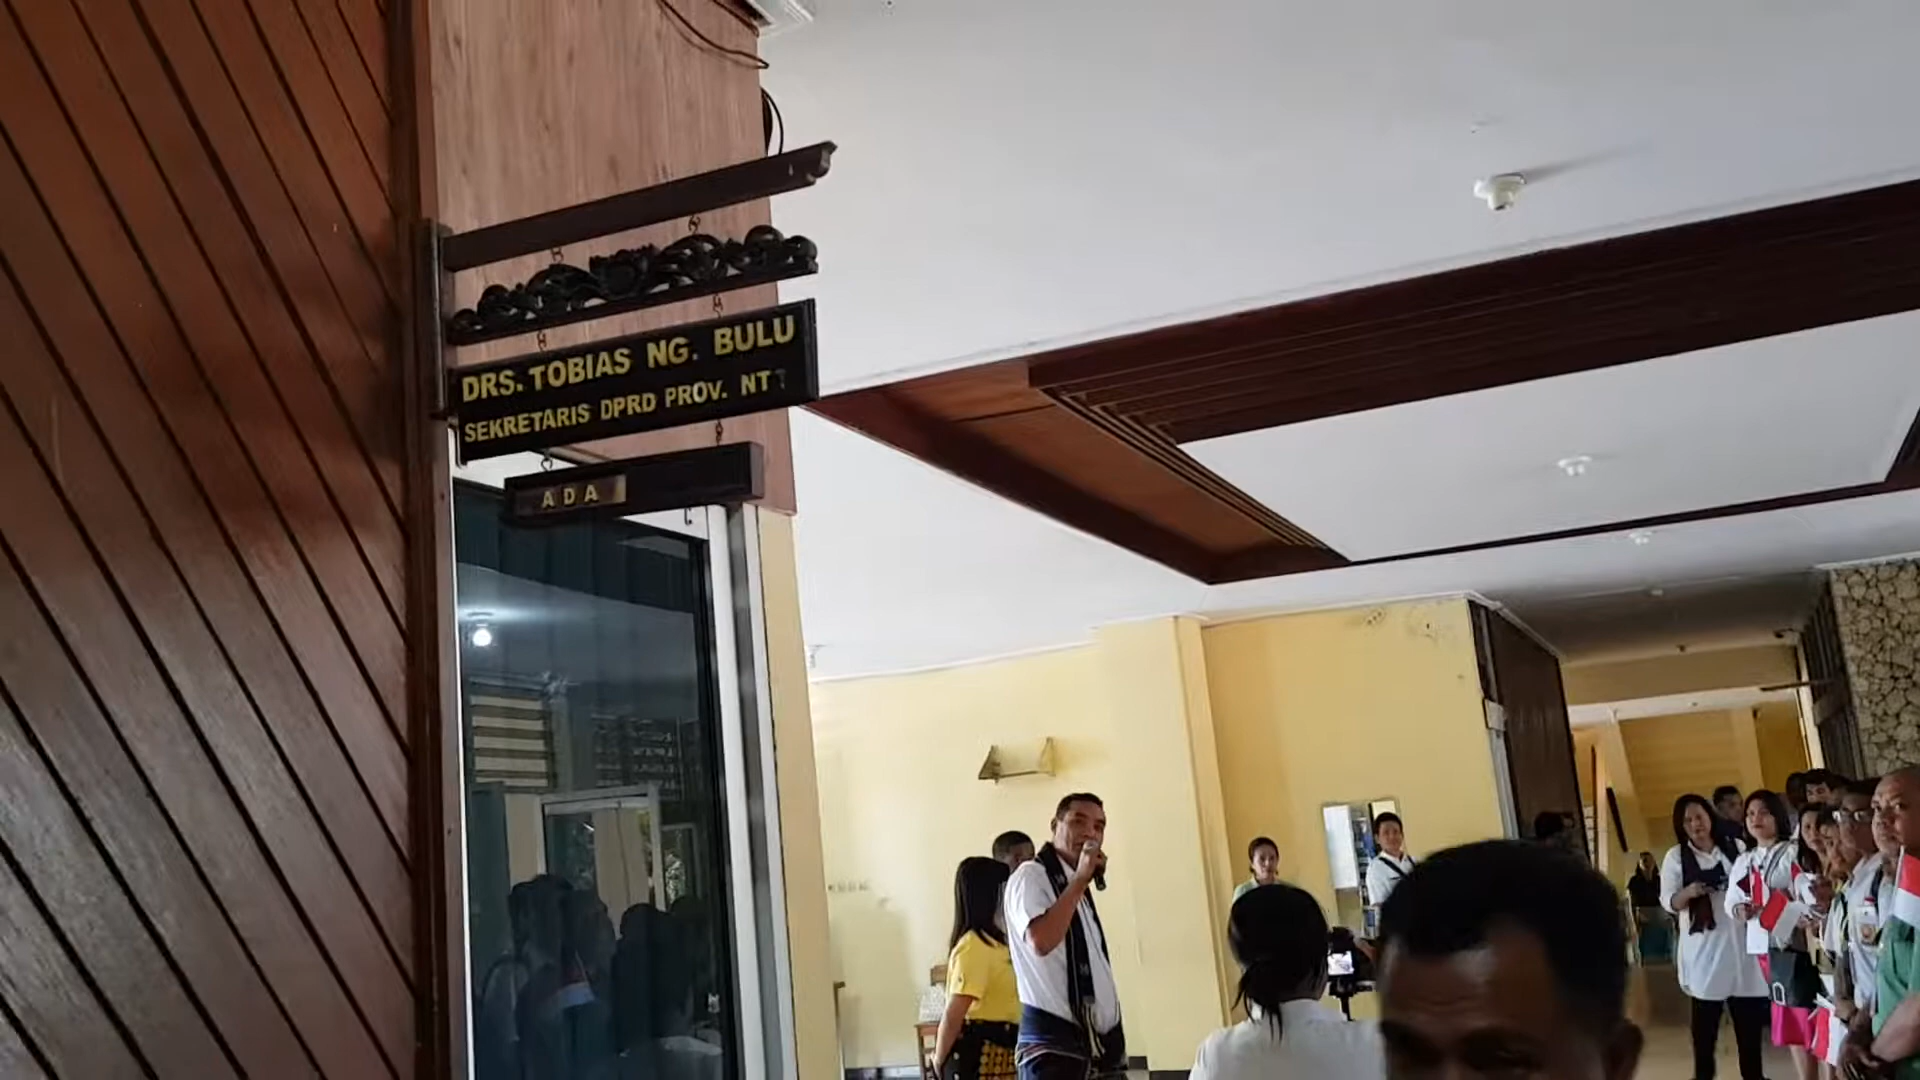 DRS. TOBIAS NG. BULU
SEKRETARIS DPRD PROV. NTT
ADA